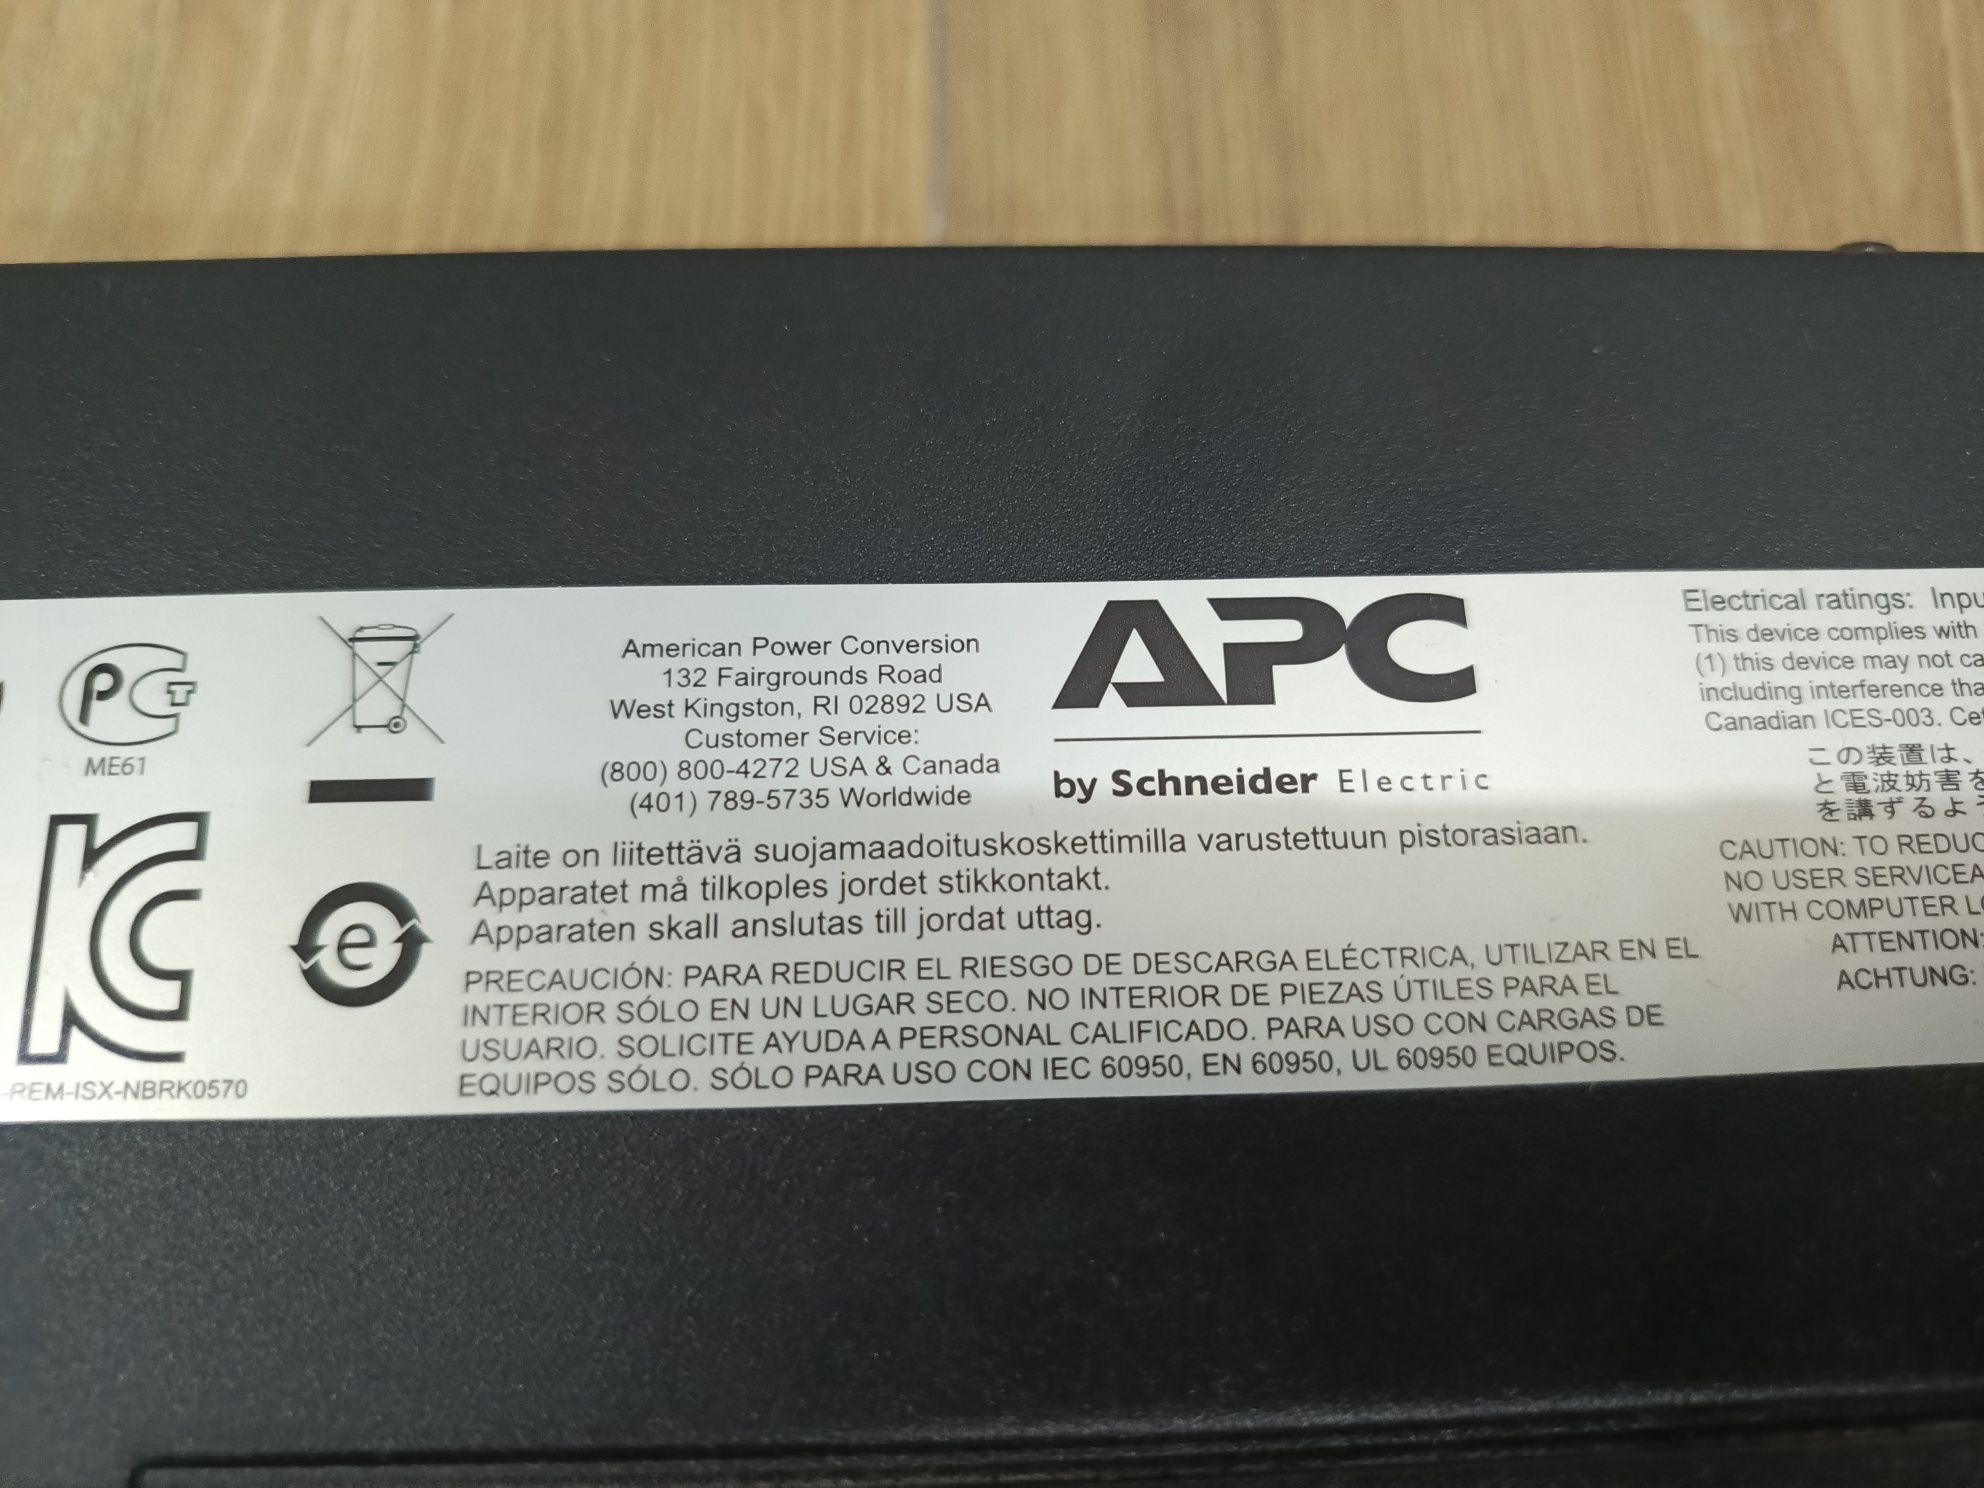 PCT
ME61
-REM-ISX-NBRK0570
e
American Power Conversion
132 Fairgrounds Road
West Kingston, RI 02892 USA
Customer Service:
(800) 800-4272 USA & Canada
(401) 789-5735 Worldwide
APC
by Schneider Electric
Laite on liitettävä suojamaadoituskoskettimilla varustettuun pistorasiaan.
Apparatet må tilkoples jordet stikkontakt.
Apparaten skall anslutas till jordat uttag.
PRECAUCIÓN: PARA REDUCIR EL RIESGO DE DESCARGA ELÉCTRICA, UTILIZAR EN EL
INTERIOR SÓLO EN UN LUGAR SECO. NO INTERIOR DE PIEZAS ÚTILES PARA EL
USUARIO. SOLICITE AYUDA A PERSONAL CALIFICADO. PARA USO CON CARGAS DE
EQUIPOS SÓLO. SÓLO PARA USO CON IEC 60950, EN 60950, UL 60950 EQUIPOS.
Electrical ratings: Inpu
This device complies with
(1) this device may not ca
including interference tha
Canadian ICES-003. Cet
この装置は、
と電波妨害を
を講ずるよ
CAUTION: TO REDUC
NO USER SERVICEA
WITH COMPUTER LO
ATTENTION:
ACHTUNG: